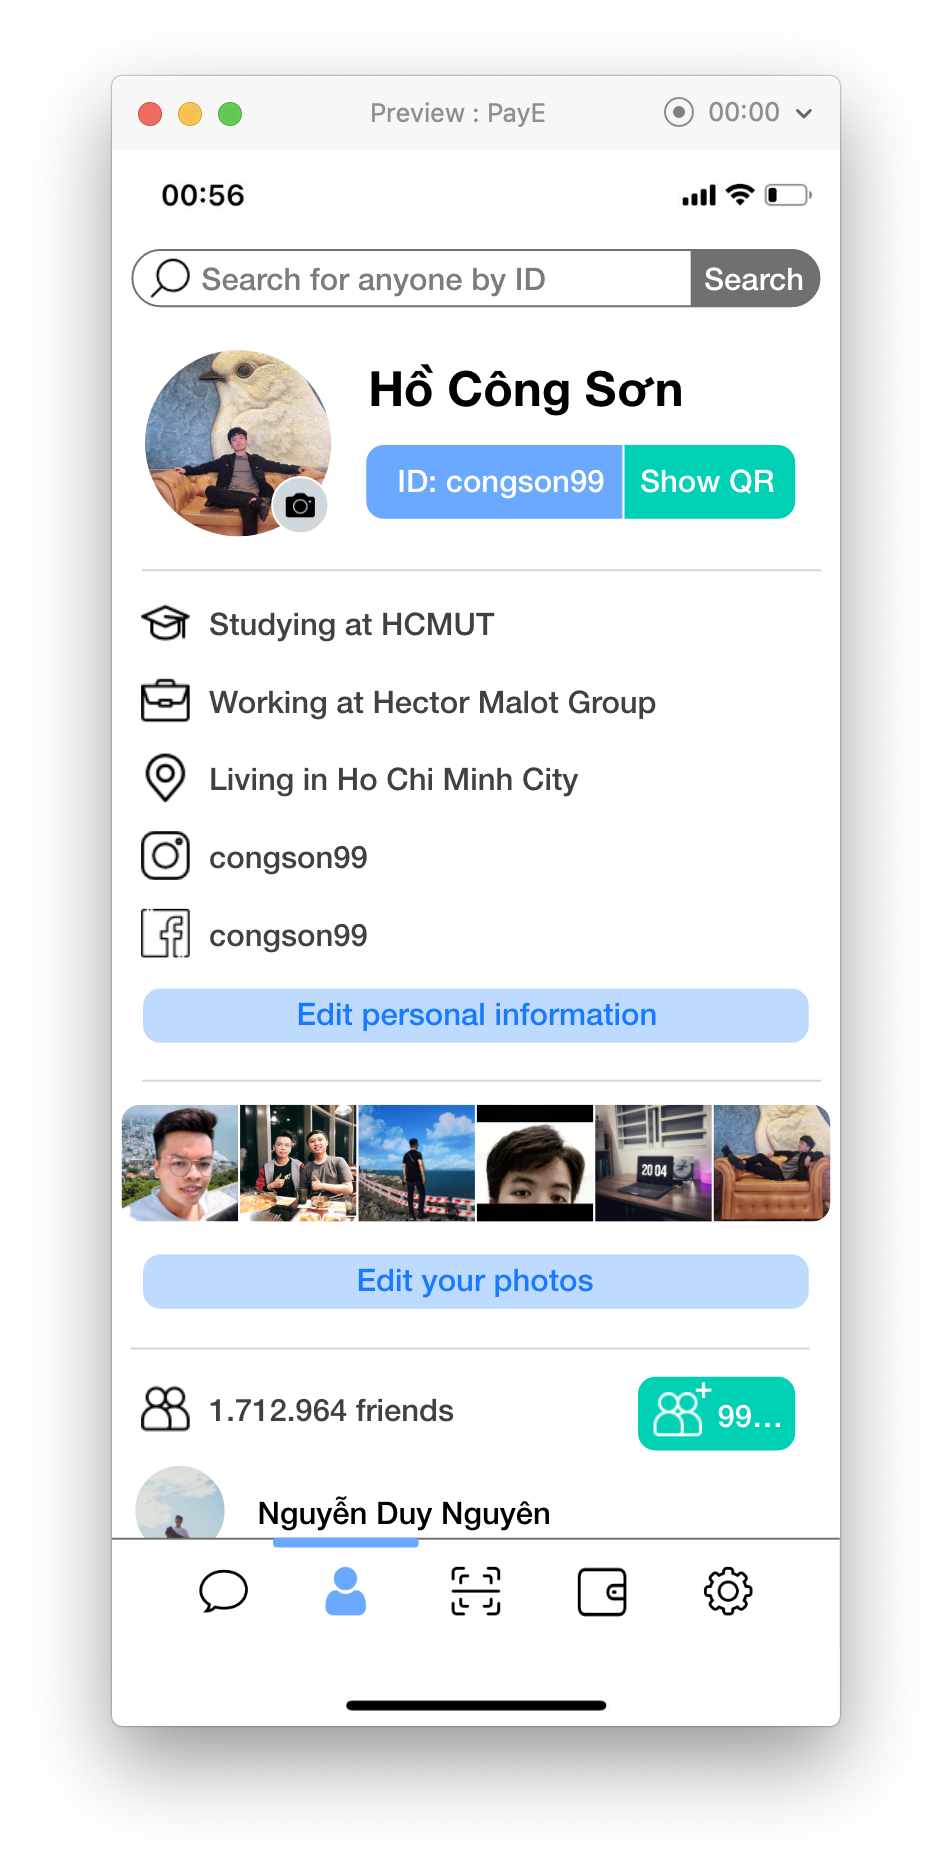 Preview : PayE
00:00
00:56
Search for anyone by ID
Search
Hồ Công Sơn
ID: congson99
Show QR
Studying at HCMUT
Working at Hector Malot Group
Living in Ho Chi Minh City
congson99
congson99
Edit personal information
20 04
Edit your photos
1.712.964 friends
99...
Nguyễn Duy Nguyên